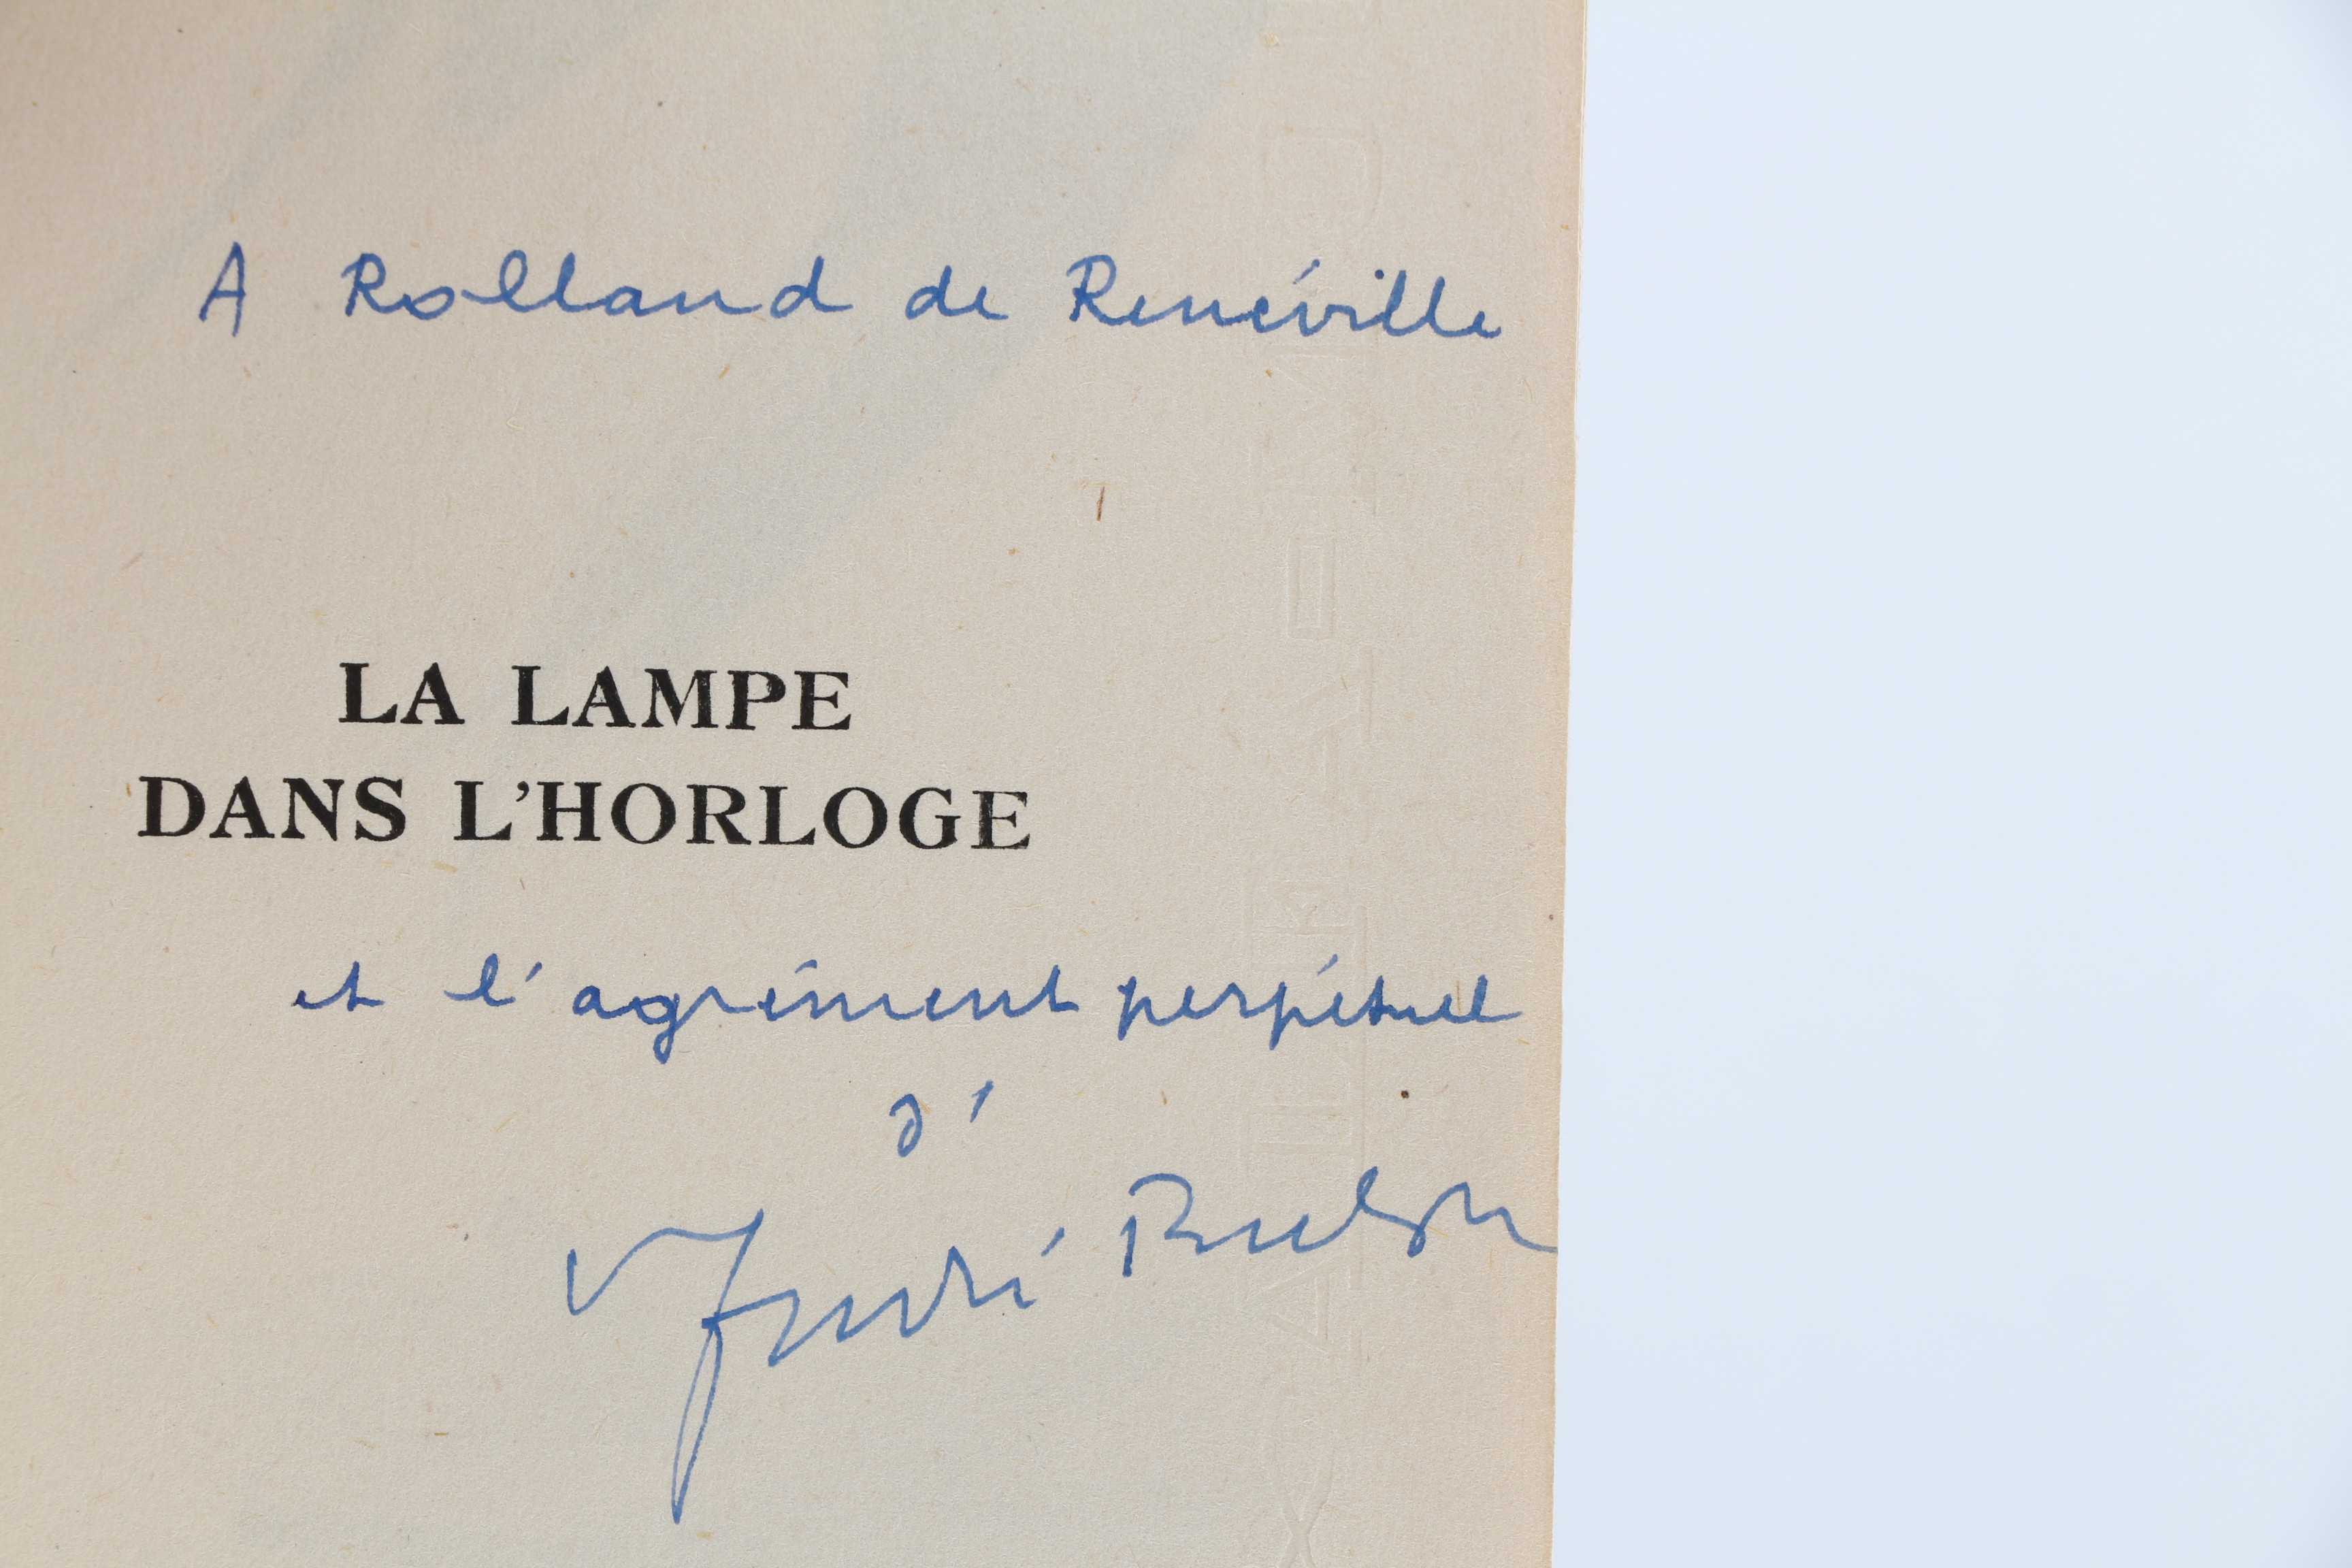 A Rolland de Renéville
LA LAMPE
DANS L'HORLOGE
et l'agrément perpétuel
d'
André Breton